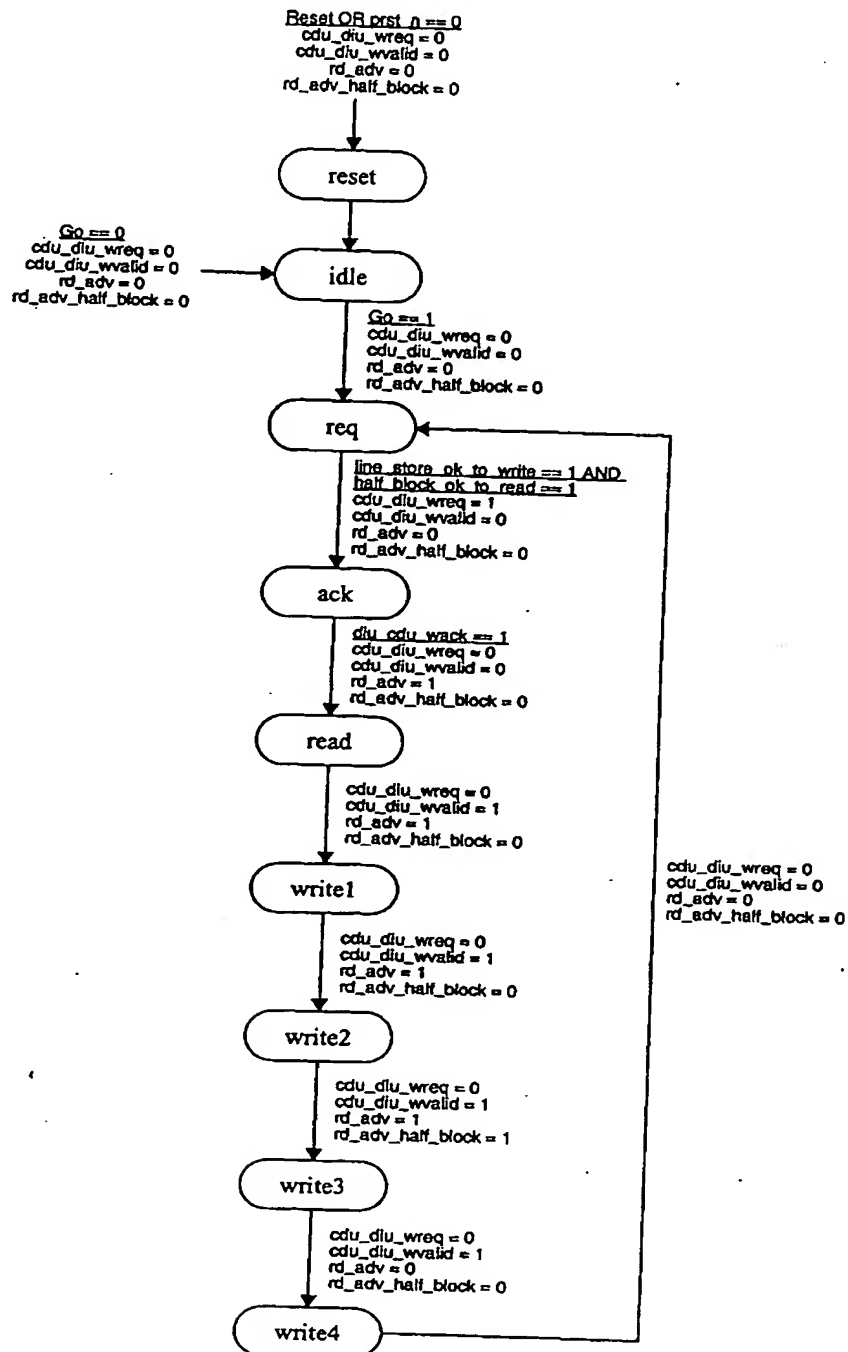 Reset OR prst_n == 0
cdu_diu_wreq = 0
cdu_diu_wvalid = 0
rd_adv = 0
rd_adv_half_block = 0
reset
Go == 0
cdu_diu_wreq = 0
cdu_diu_wvalid = 0
rd_adv = 0
rd_adv_half_block = 0
idle
Go == 1
cdu_diu_wreq = 0
cdu_diu_wvalid = 0
rd_adv = 0
rd_adv_half_block = 0
req
line_store_ok_to_write == 1 AND
half_block_ok_to_read == 1
cdu_diu_wreq = 1
cdu_diu_wvalid = 0
rd_adv = 0
rd_adv_half_block = 0
ack
diu_cdu_wack == 1
cdu_diu_wreq = 0
cdu_diu_wvalid = 0
rd_adv = 1
rd_adv_half_block = 0
read
cdu_diu_wreq = 0
cdu_diu_wvalid = 1
rd_adv = 1
rd_adv_half_block = 0
write1
cdu_diu_wreq = 0
cdu_diu_wvalid = 0
rd_adv = 0
rd_adv_half_block = 0
cdu_diu_wreq = 0
cdu_diu_wvalid = 1
rd_adv = 1
rd_adv_half_block = 0
write2
cdu_diu_wreq = 0
cdu_diu_wvalid = 1
rd_adv = 1
rd_adv_half_block = 1
write3
cdu_diu_wreq = 0
cdu_diu_wvalid = 1
rd_adv = 0
rd_adv_half_block = 0
write4